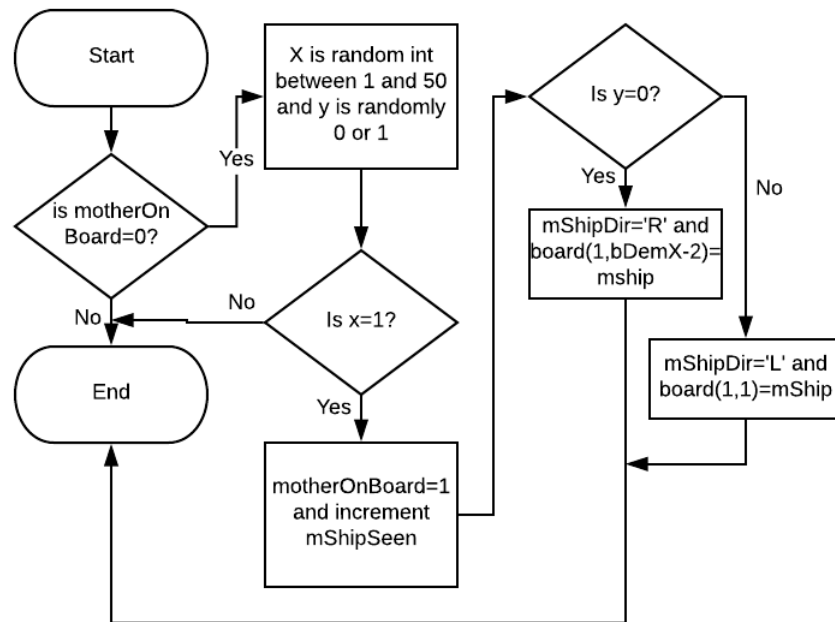 Start
is motherOn
Board=0?
Yes
No
X is random int
between 1 and 50
and y is randomly
0 or 1
Is x=1?
No
Yes
motherOnBoard=1
and increment
mShipSeen
Is y=0?
Yes
No
mShipDir='R' and
board(1,bDemX-2)=
mship
mShipDir='L' and
board(1,1)=mShip
End